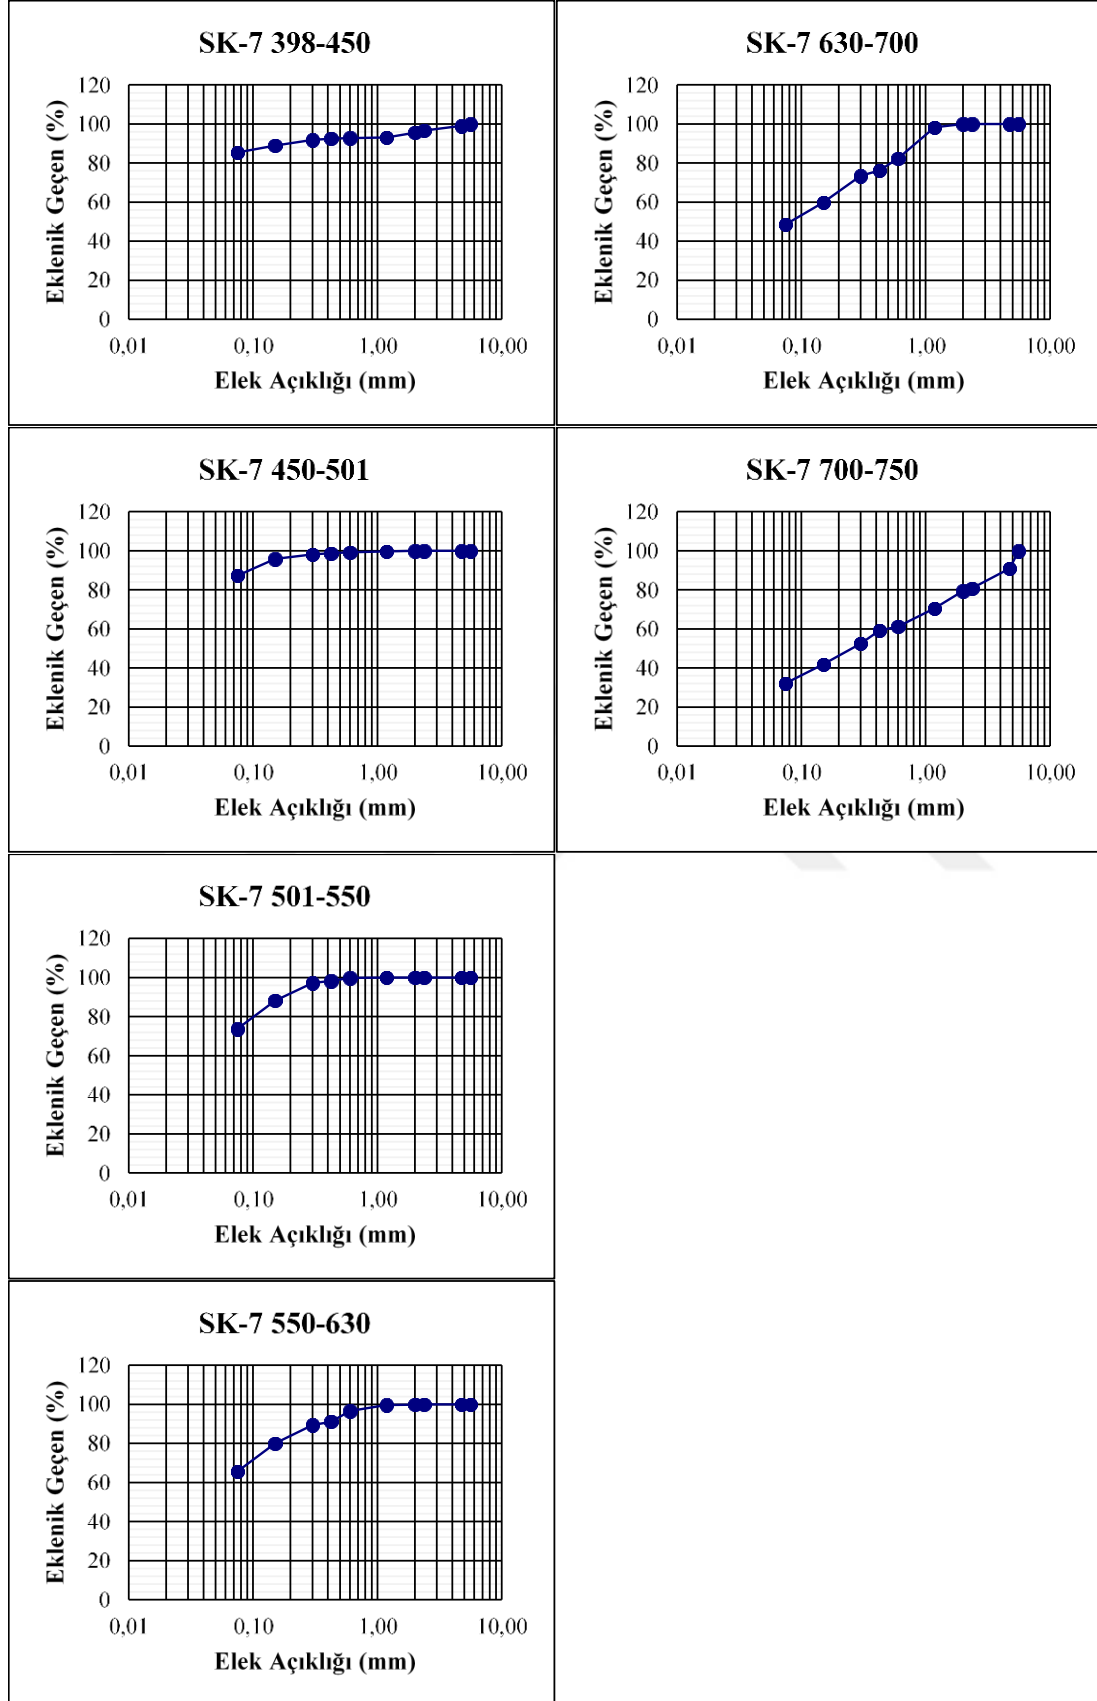 SK-7 398-450
120
100
80
60
40
20
0
Eklenik Geçen (%)
0,01 0,10 1,00 10,00
Elek Açıklığı (mm)
SK-7 450-501
120
100
80
60
40
20
0
Eklenik Geçen (%)
0,01 0,10 1,00 10,00
Elek Açıklığı (mm)
SK-7 501-550
120
100
80
60
40
20
0
Eklenik Geçen (%)
0,01 0,10 1,00 10,00
Elek Açıklığı (mm)
SK-7 550-630
120
100
80
60
40
20
0
Eklenik Geçen (%)
0,01 0,10 1,00 10,00
Elek Açıklığı (mm)
SK-7 630-700
120
100
80
60
40
20
0
Eklenik Geçen (%)
0,01 0,10 1,00 10,00
Elek Açıklığı (mm)
SK-7 700-750
120
100
80
60
40
20
0
Eklenik Geçen (%)
0,01 0,10 1,00 10,00
Elek Açıklığı (mm)